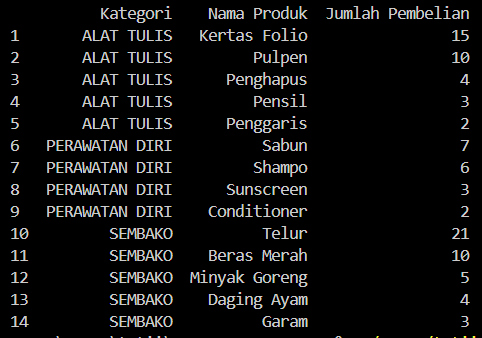 Kategori Nama Produk Jumlah Pembelian
1 ALAT TULIS Kertas Folio 15
2 ALAT TULIS Pulpen 10
3 ALAT TULIS Penghapus 4
4 ALAT TULIS Pensil 3
5 ALAT TULIS Penggaris 2
6 PERAWATAN DIRI Sabun 7
7 PERAWATAN DIRI Shampo 6
8 PERAWATAN DIRI Sunscreen 3
9 PERAWATAN DIRI Conditioner 2
10 SEMBAKO Telur 21
11 SEMBAKO Beras Merah 10
12 SEMBAKO Minyak Goreng 5
13 SEMBAKO Daging Ayam 4
14 SEMBAKO Garam 3